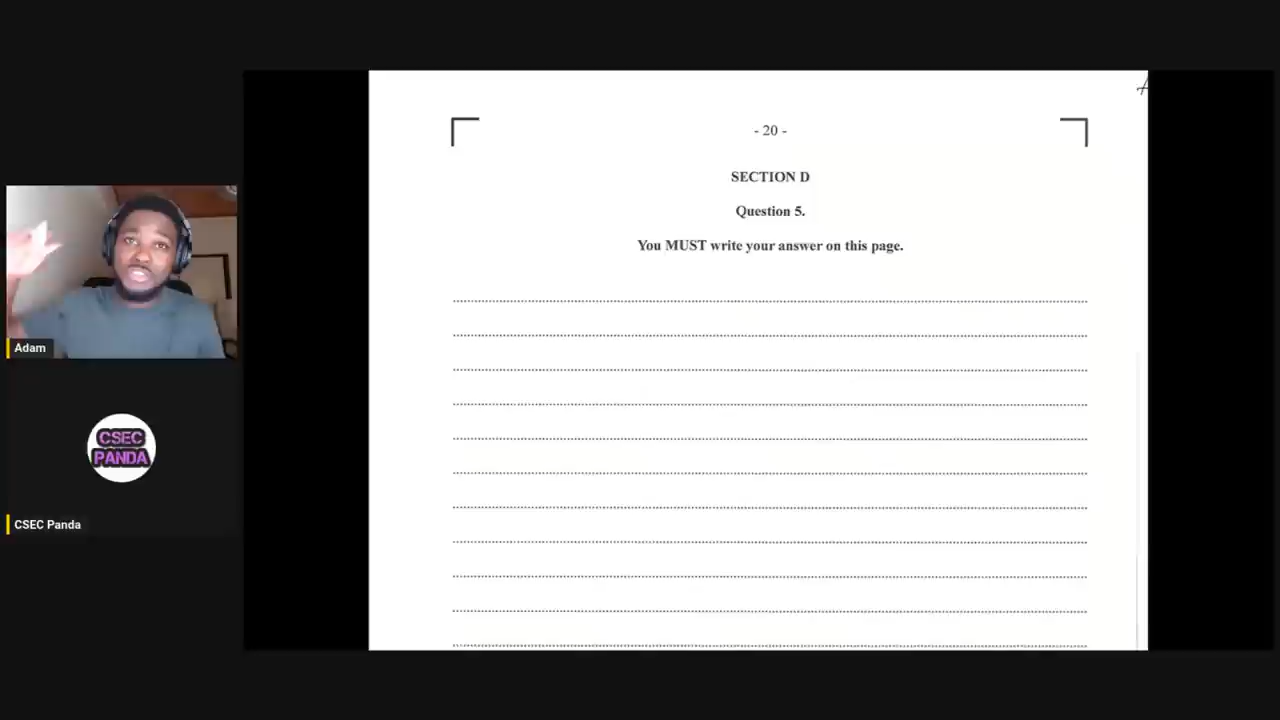 - 20 -
SECTION D
Question 5.
You MUST write your answer on this page.
Adam
CSEC
PANDA
CSEC Panda